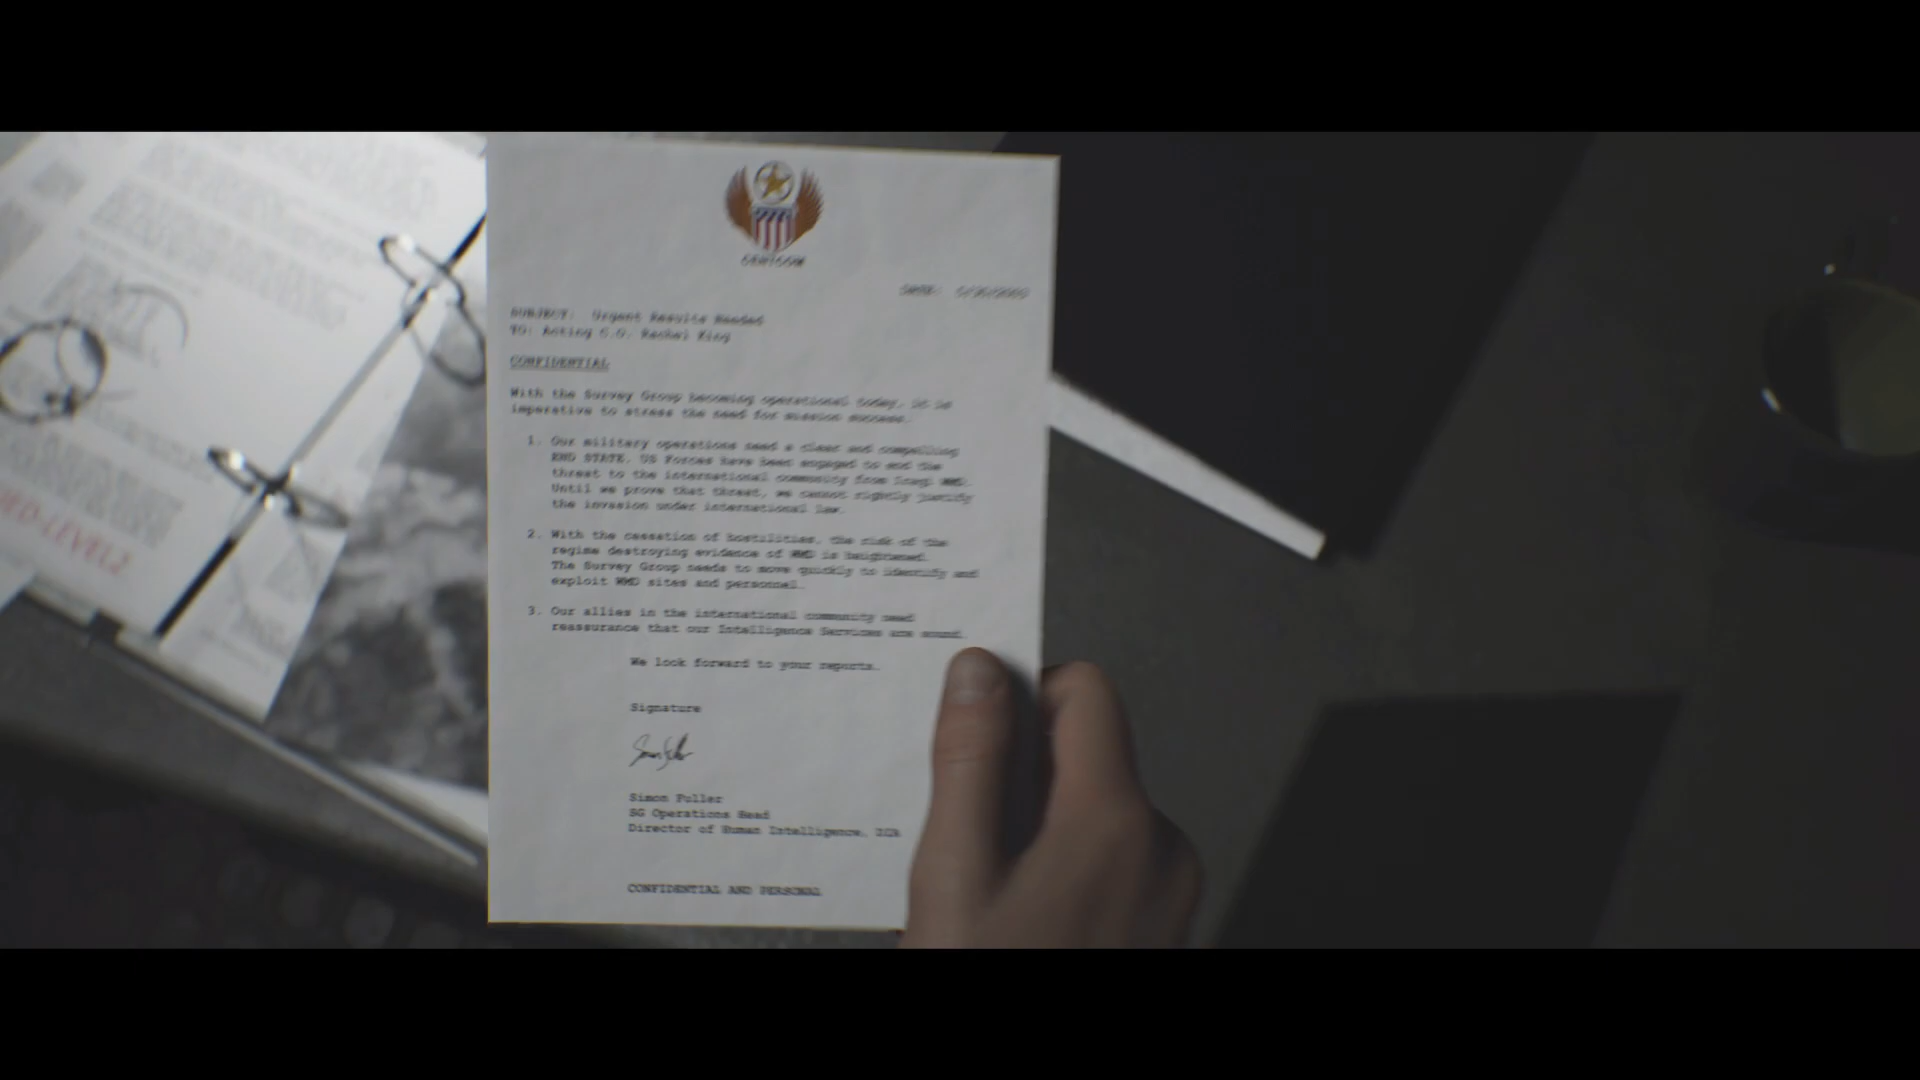 CENTCOM
DATE:
SUBJECT: Urgent Results Needed
TO: Acting C.O. Rachel King
CONFIDENTIAL
With the Survey Group becoming operational today, it is
imperative to stress the need for mission success.
1. Our military operations need a clear and compelling
END STATE. US Forces have been engaged to end the
threat to the international community from Iraqi WMD.
Until we prove that threat, we cannot rightly justify
the invasion under international law.
2. With the cessation of hostilities, the risk of the
regime destroying evidence of WMD is heightened.
The Survey Group needs to move quickly to identify and
exploit WMD sites and personnel.
3. Our allies in the international community need
reassurance that our Intelligence Services are sound.
We look forward to your reports.
Signature
Simon Fuller
SG Operations Head
Director of Human Intelligence, DIA
CONFIDENTIAL AND PERSONAL